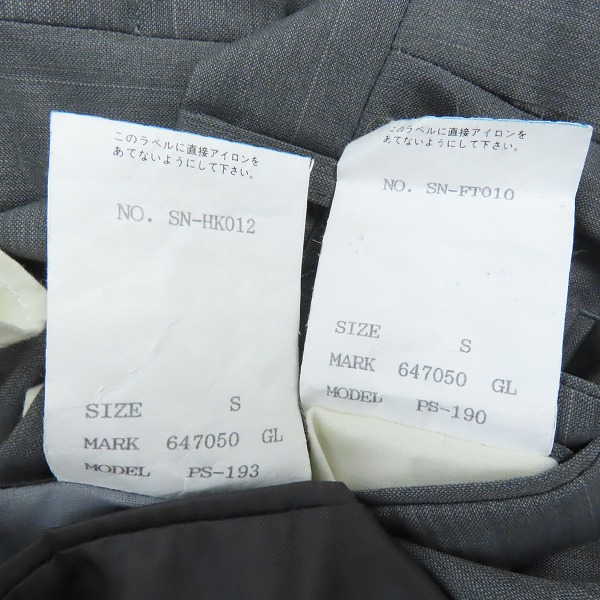 このラベルに直接アイロンを
あてないようにして下さい。
NO. SN-HK012
SIZE S
MARK 647050 GL
MODEL PS-193
このラベルに直接アイロンを
あてないようにして下さい。
NO. SN-FT010
SIZE S
MARK 647050 GL
MODEL PS-190